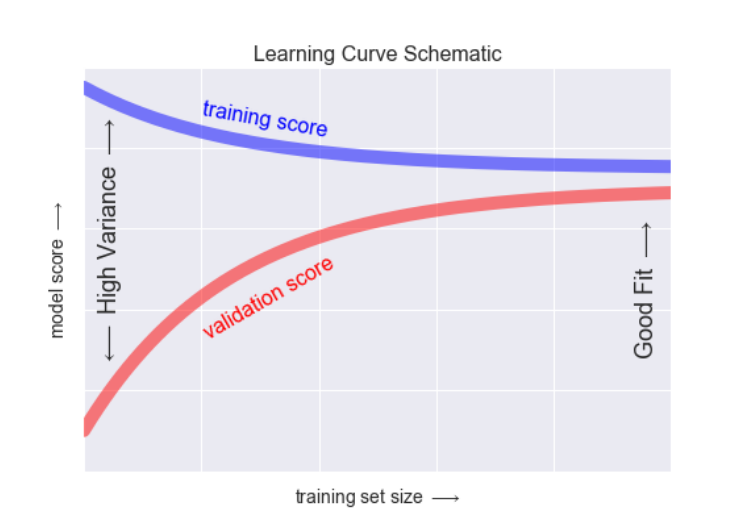 Learning Curve Schematic
training score
← High Variance →
model score →
validation score
Good Fit →
training set size →